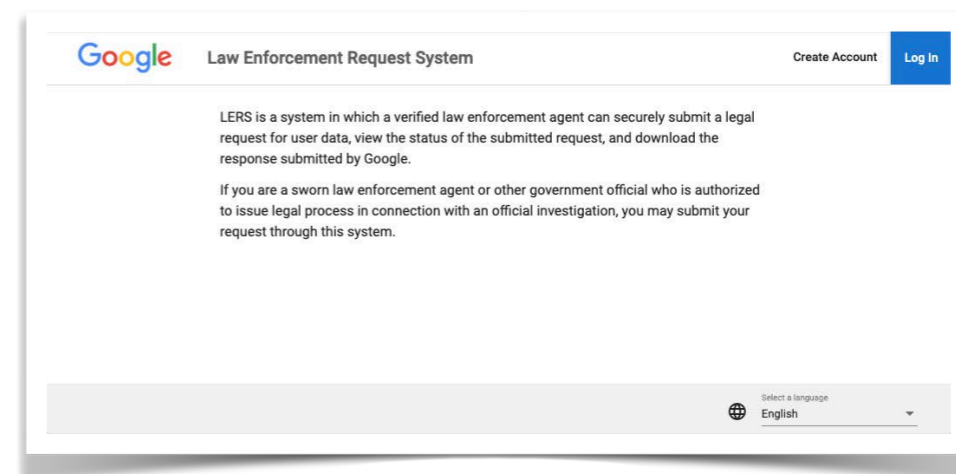 Google Law Enforcement Request System Create Account Log In
LERS is a system in which a verified law enforcement agent can securely submit a legal
request for user data, view the status of the submitted request, and download the
response submitted by Google.
If you are a sworn law enforcement agent or other government official who is authorized
to issue legal process in connection with an official investigation, you may submit your
request through this system.
Select a language
English